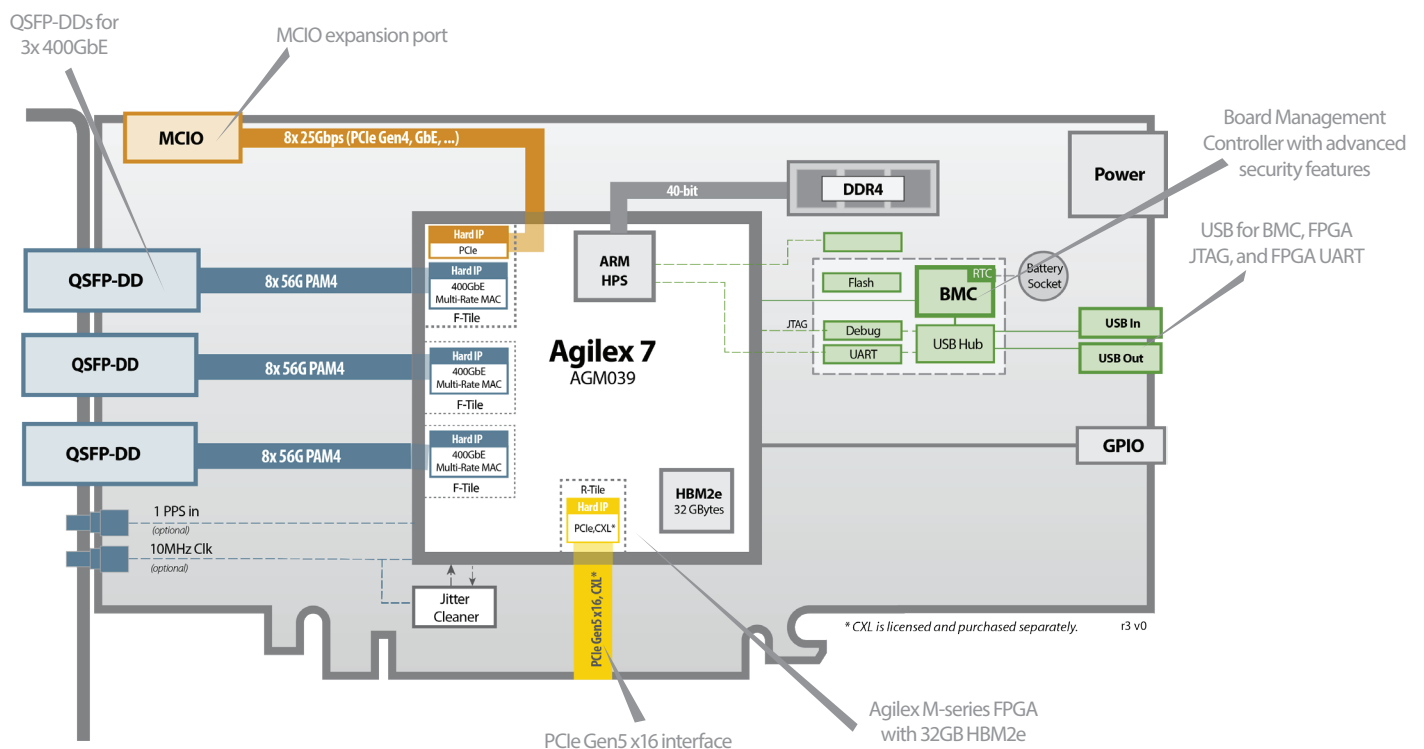 QSFP-DDs for
3x 400GbE
MCIO expansion port
Board Management
Controller with advanced
security features
MCIO
8x 25Gbps (PCIe Gen4, GbE, ...)
Power
40-bit
DDR4
USB for BMC, FPGA
JTAG, and FPGA UART
Hard IP
PCIe
ARM
HPS
QSFP-DD
8x 56G PAM4
Hard IP
400GbE
Multi-Rate MAC
F-Tile
Flash
RTC
BMC
Battery
Socket
JTAG
Debug
UART
USB Hub
USB In
USB Out
QSFP-DD
8x 56G PAM4
Hard IP
400GbE
Multi-Rate MAC
F-Tile
Agilex 7
AGM039
QSFP-DD
8x 56G PAM4
Hard IP
400GbE
Multi-Rate MAC
F-Tile
GPIO
R-Tile
Hard IP
PCIe,CXL*
HBM2e
32 GBytes
1 PPS in
(optional)
10MHz Clk
(optional)
Jitter
Cleaner
PCIe Gen5 x16, CXL*
* CXL is licensed and purchased separately.
r3 v0
PCIe Gen5 x16 interface
Agilex M-series FPGA
with 32GB HBM2e